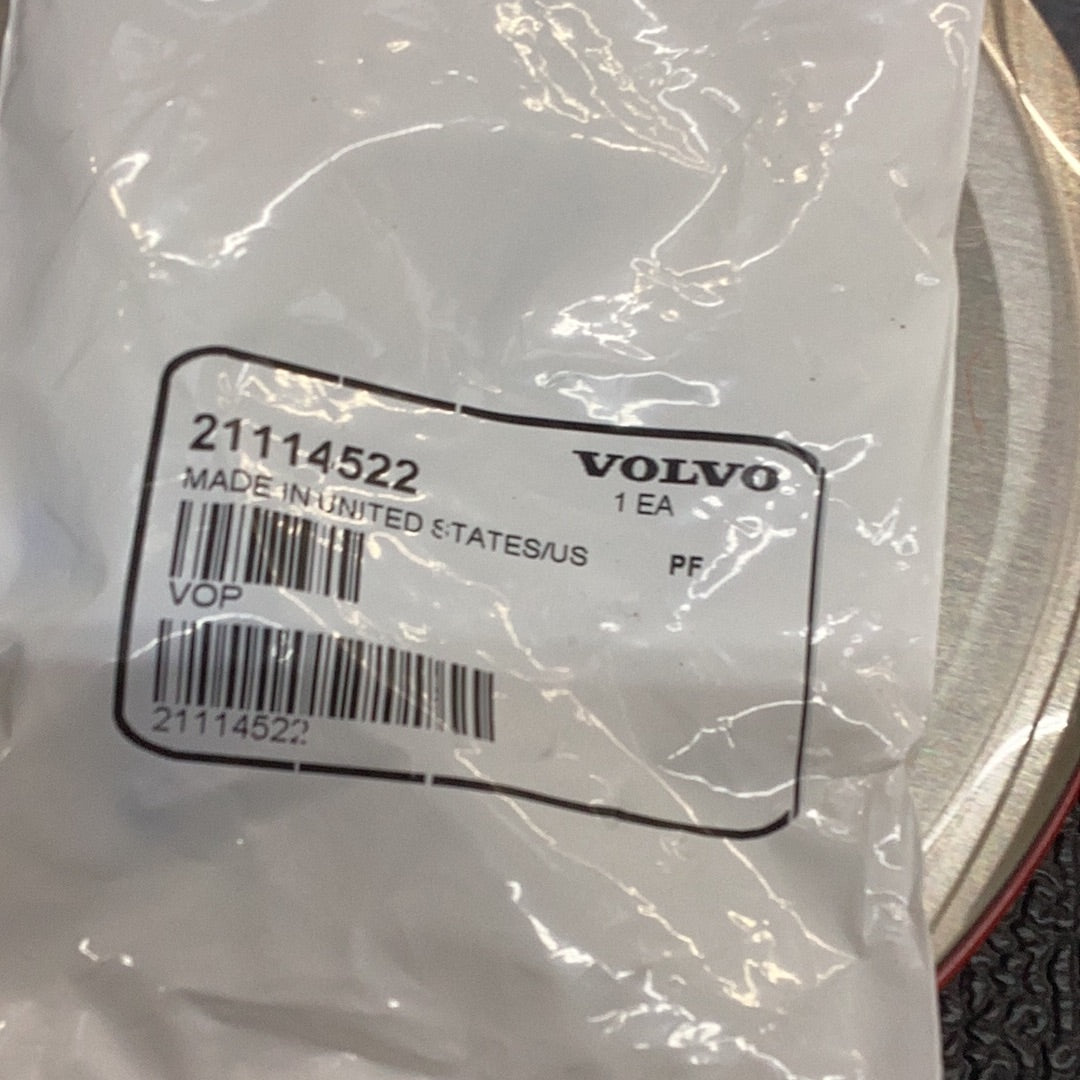 21114522
VOLVO
MADE IN UNITED STATES/US
1 EA
PF
VOP
21114522